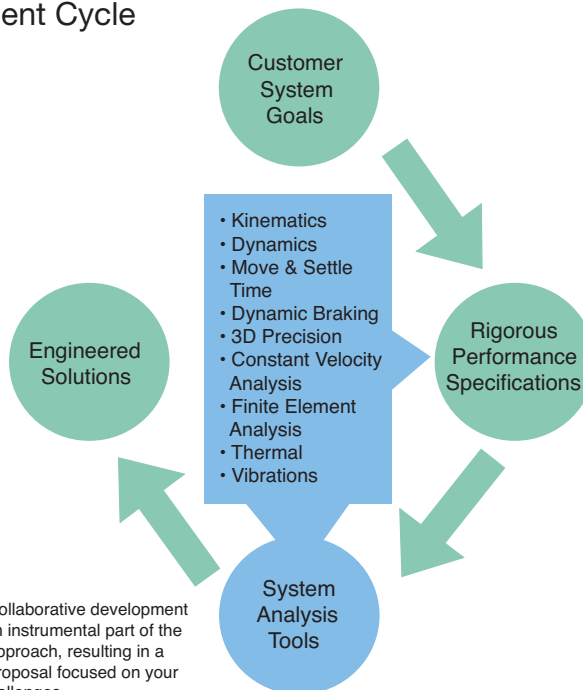 ent Cycle
Customer
System
Goals
• Kinematics
• Dynamics
• Move & Settle
Time
• Dynamic Braking
• 3D Precision
• Constant Velocity
Analysis
• Finite Element
Analysis
• Thermal
• Vibrations
Rigorous
Performance
Specifications
Engineered
Solutions
System
Analysis
Tools
ollaborative development
n instrumental part of the
pproach, resulting in a
roposal focused on your